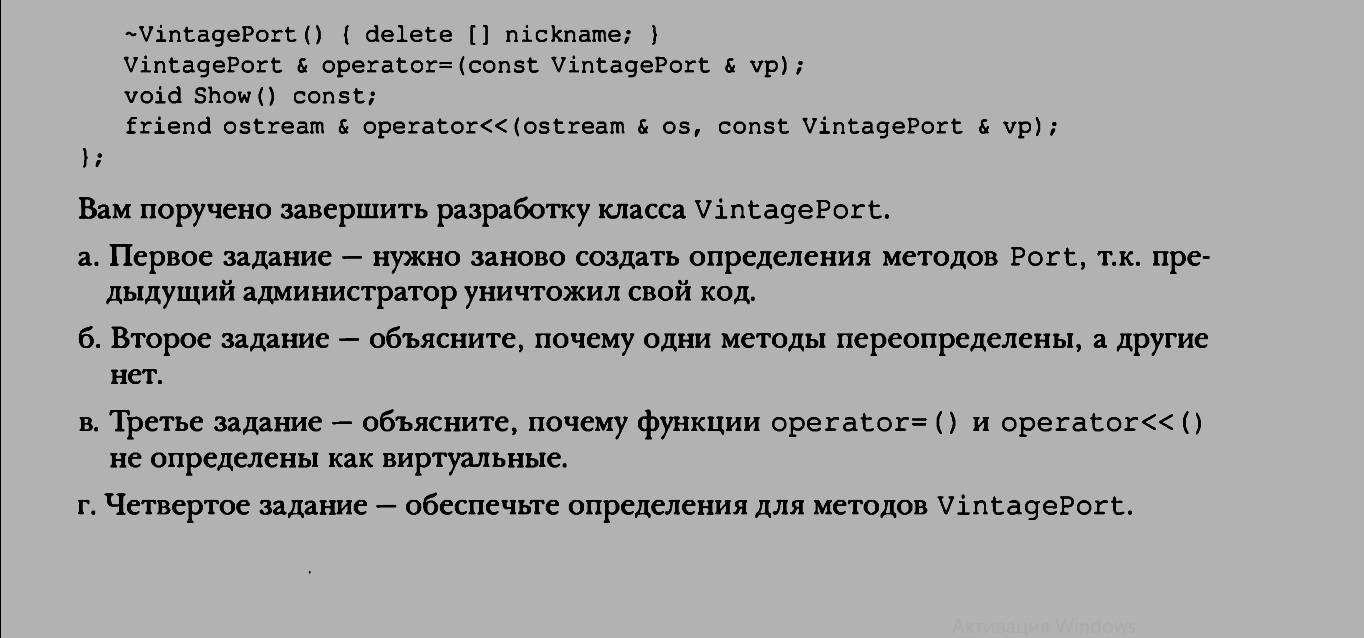 ~VintagePort() { delete [] nickname; }
VintagePort & operator=(const VintagePort & vp);
void Show() const;
friend ostream & operator<<(ostream & os, const VintagePort & vp);
};
Вам поручено завершить разработку класса VintagePort.
а. Первое задание — нужно заново создать определения методов Port, т.к. пре-
дыдущий администратор уничтожил свой код.
б. Второе задание — объясните, почему одни методы переопределены, а другие
нет.
в. Третье задание — объясните, почему функции operator=() и operator<<()
не определены как виртуальные.
г. Четвертое задание — обеспечьте определения для методов VintagePort.
Активация Windows